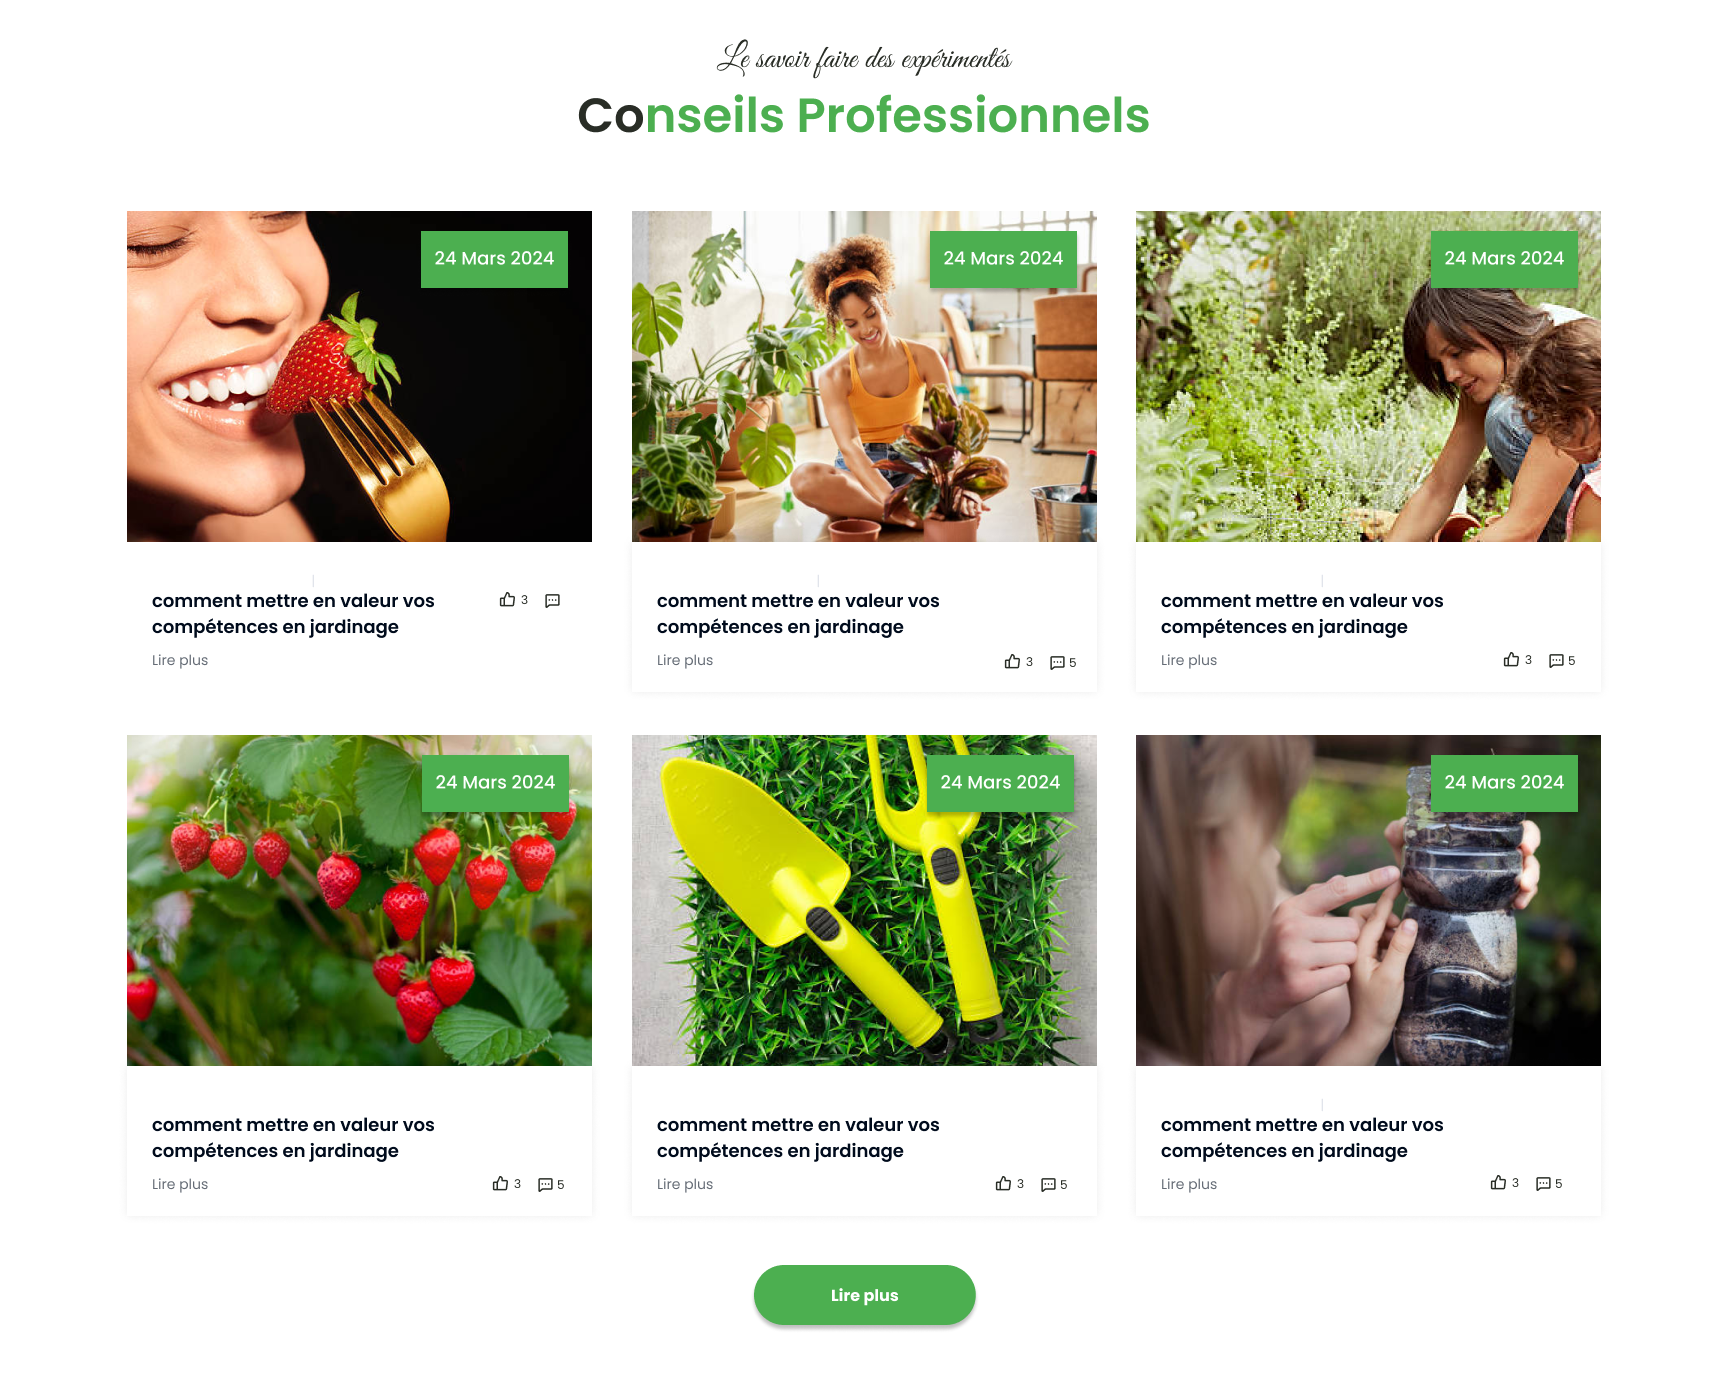 Le savoir faire des expérimentés
Conseils Professionnels
24 Mars 2024
24 Mars 2024
24 Mars 2024
comment mettre en valeur vos
compétences en jardinage
3
Lire plus
comment mettre en valeur vos
compétences en jardinage
Lire plus
3 5
comment mettre en valeur vos
compétences en jardinage
Lire plus
3 5
24 Mars 2024
24 Mars 2024
24 Mars 2024
comment mettre en valeur vos
compétences en jardinage
Lire plus
3 5
comment mettre en valeur vos
compétences en jardinage
Lire plus
3 5
comment mettre en valeur vos
compétences en jardinage
Lire plus
3 5
Lire plus